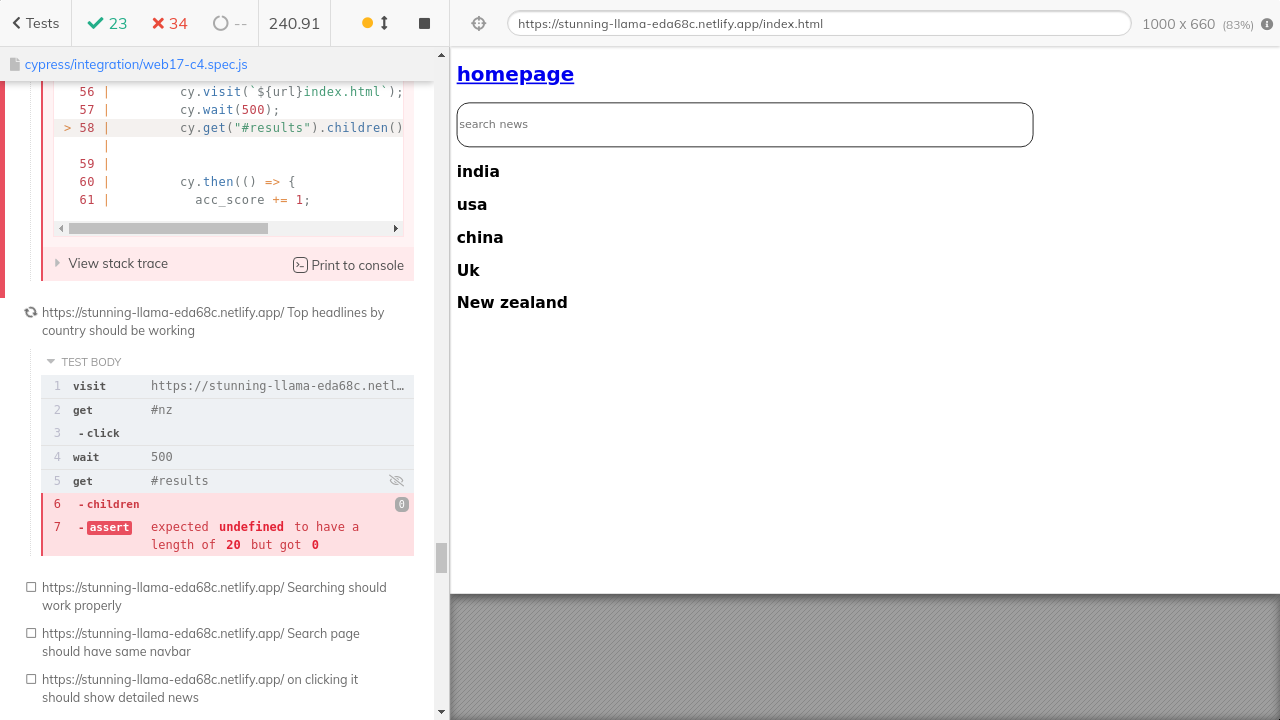 Tests 23 34 -- 240.91
cypress/integration/web17-c4.spec.js
56 | cy.visit(`${url}index.html`);
57 | cy.wait(500);
> 58 | cy.get("#results").children()
|
59 |
60 | cy.then(() => {
61 | acc_score += 1;
View stack trace
Print to console
https://stunning-llama-eda68c.netlify.app/ Top headlines by
country should be working
TEST BODY
1 visit https://stunning-llama-eda68c.netl…
2 get #nz
3 -click
4 wait 500
5 get #results
6 -children 0
7 -assert expected undefined to have a
length of 20 but got 0
https://stunning-llama-eda68c.netlify.app/ Searching should
work properly
https://stunning-llama-eda68c.netlify.app/ Search page
should have same navbar
https://stunning-llama-eda68c.netlify.app/ on clicking it
should show detailed news
https://stunning-llama-eda68c.netlify.app/index.html
1000 x 660 (83%)
homepage
search news
india
usa
china
Uk
New zealand